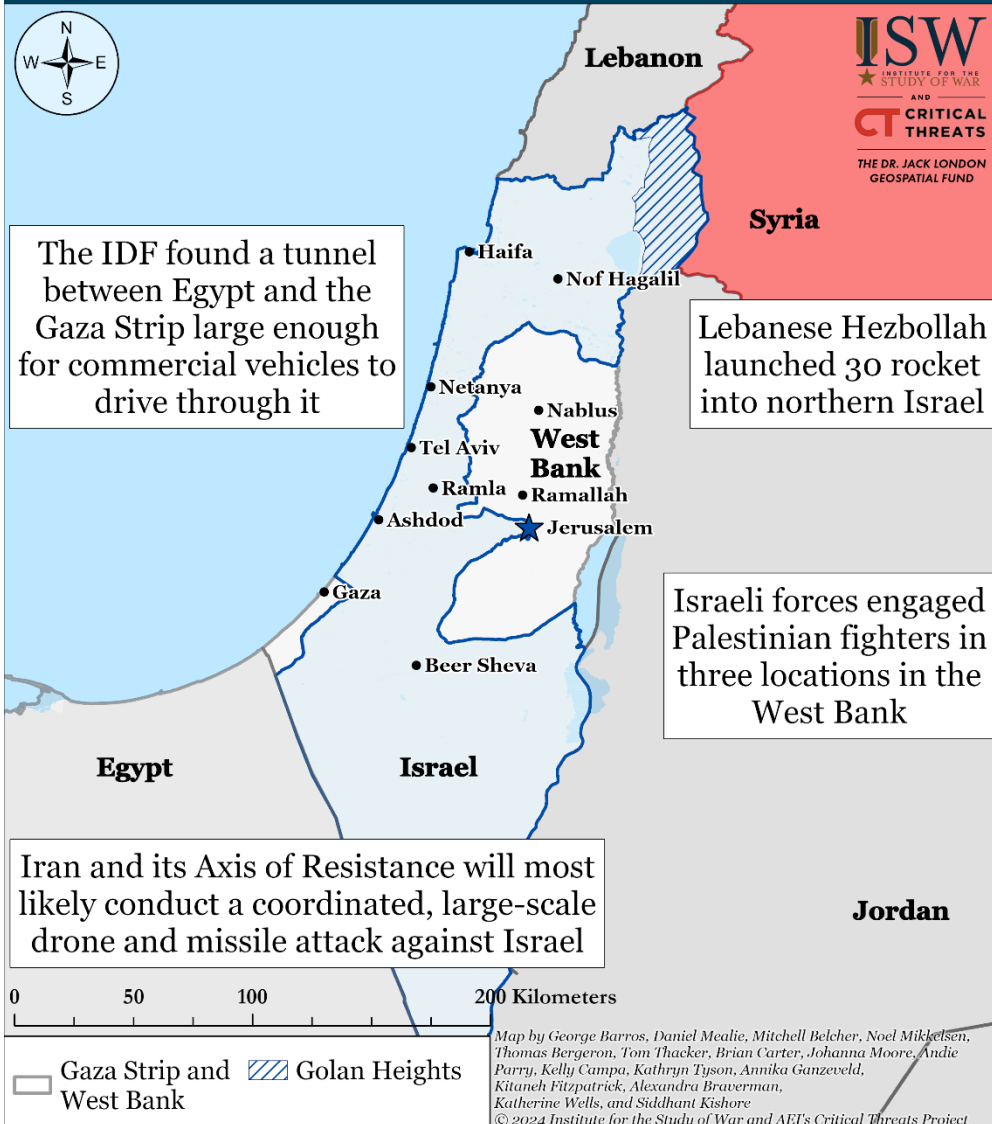 N
W
E
S
Lebanon
ISW
INSTITUTE FOR THE
STUDY OF WAR
AND
CT CRITICAL
THREATS
THE DR. JACK LONDON
GEOSPATIAL FUND
Syria
The IDF found a tunnel
between Egypt and the
Gaza Strip large enough
for commercial vehicles to
drive through it
Haifa
Nof Hagalil
Lebanese Hezbollah
launched 30 rocket
into northern Israel
Netanya
Nablus
West
Bank
Tel Aviv
Ramla
Ramallah
Ashdod
Jerusalem
Gaza
Israeli forces engaged
Palestinian fighters in
three locations in the
West Bank
Beer Sheva
Egypt
Israel
Iran and its Axis of Resistance will most
likely conduct a coordinated, large-scale
drone and missile attack against Israel
Jordan
0 50 100 200 Kilometers
Gaza Strip and
West Bank
Golan Heights
Map by George Barros, Daniel Mealie, Mitchell Belcher, Noel Mikkelsen,
Thomas Bergeron, Tom Thacker, Brian Carter, Johanna Moore, Andie
Parry, Kelly Campa, Kathryn Tyson, Annika Ganzeveld,
Kitaneh Fitzpatrick, Alexandra Braverman,
Katherine Wells, and Siddhant Kishore
© 2024 Institute for the Study of War and AEI's Critical Threats Project